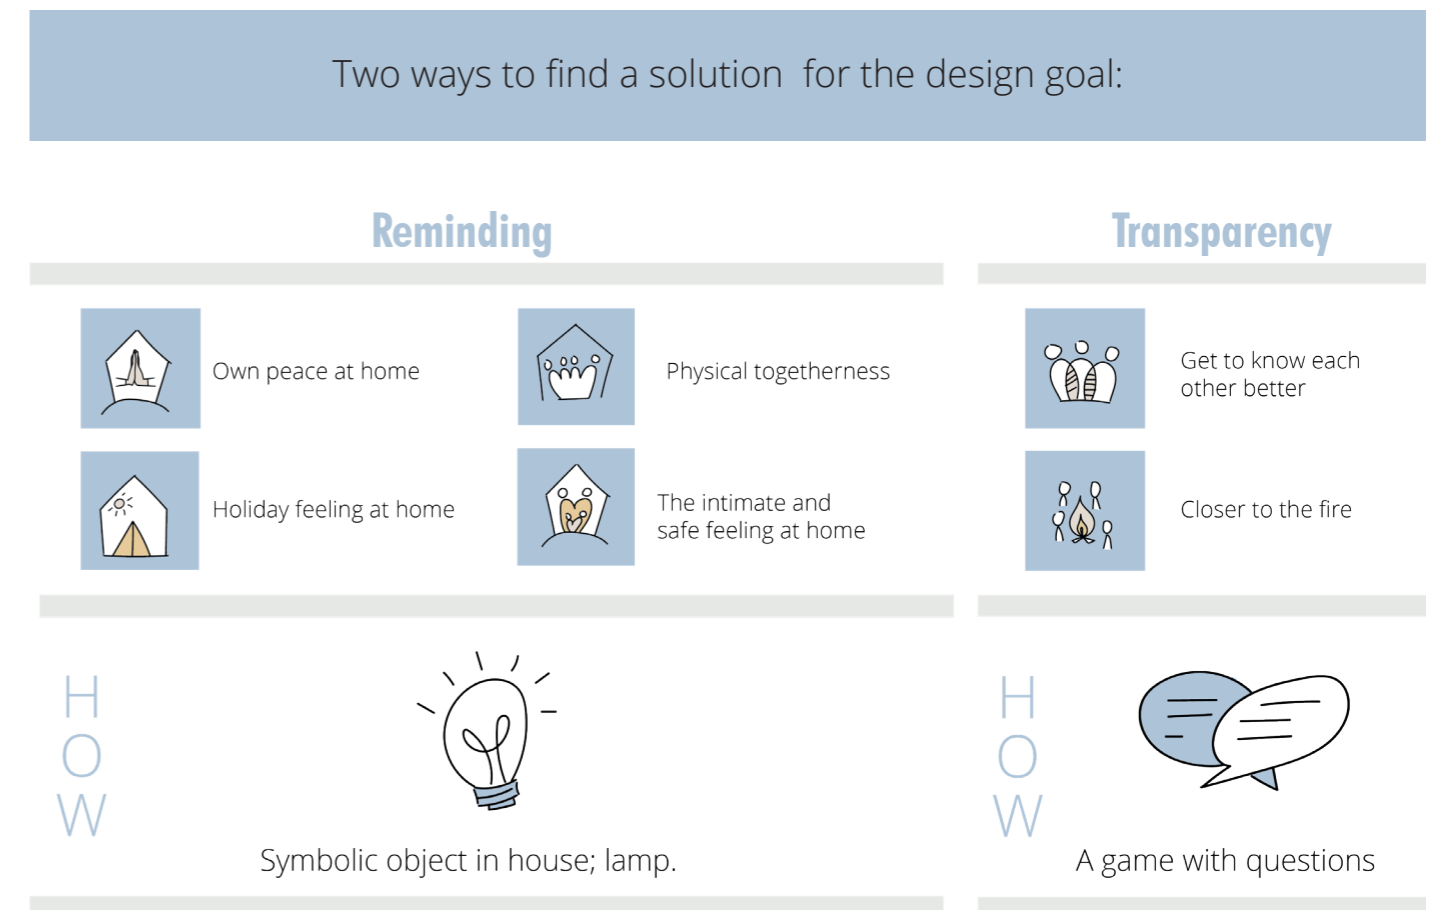 Two ways to find a solution for the design goal:
Reminding
Transparency
Own peace at home
Physical togetherness
Get to know each
other better
Holiday feeling at home
The intimate and
safe feeling at home
Closer to the fire
HOW
Symbolic object in house; lamp.
HOW
A game with questions